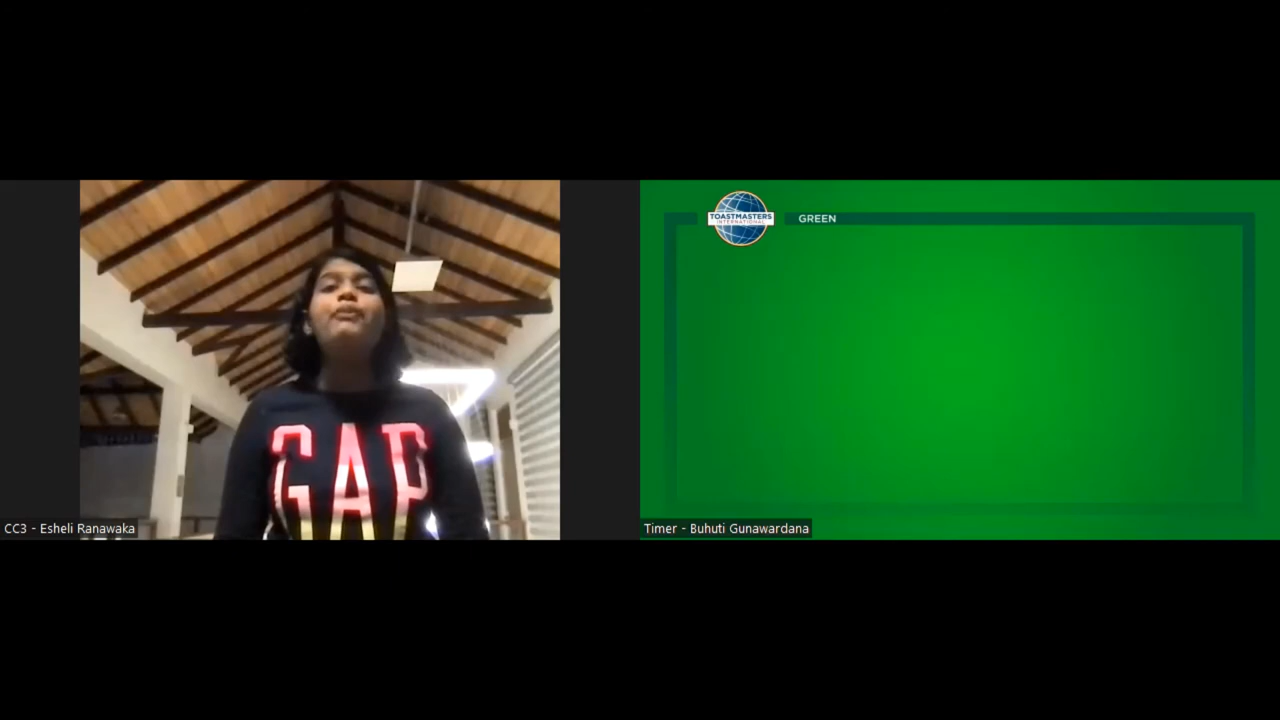 GAP
CC3 - Esheli Ranawaka
TOASTMASTERS
INTERNATIONAL
GREEN
Timer - Buhuti Gunawardana